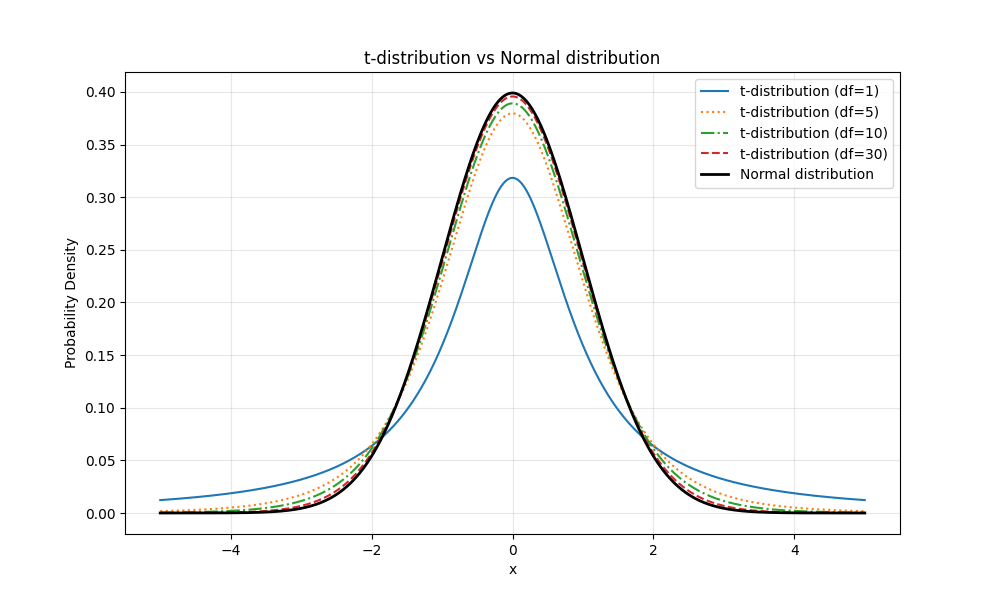 t-distribution vs Normal distribution
t-distribution (df=1)
t-distribution (df=5)
t-distribution (df=10)
t-distribution (df=30)
Normal distribution
Probability Density
0.40
0.35
0.30
0.25
0.20
0.15
0.10
0.05
0.00
−4
−2
0
2
4
x